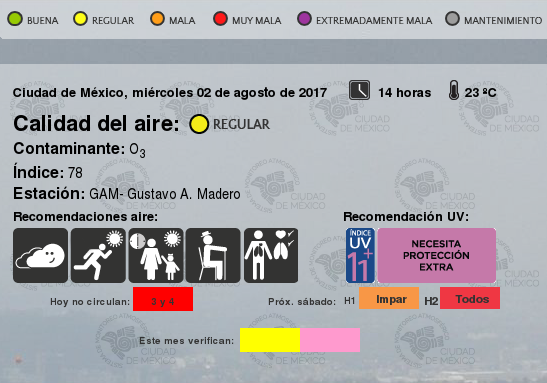 BUENA REGULAR MALA MUY MALA EXTREMADAMENTE MALA MANTENIMIENTO
Ciudad de México, miércoles 02 de agosto de 2017 14 horas 23 ºC
Calidad del aire: REGULAR
Contaminante: O3
Índice: 78
Estación: GAM- Gustavo A. Madero
Recomendaciones aire:
Recomendación UV:
ÍNDICE
UV
11+
NECESITA
PROTECCIÓN
EXTRA
Hoy no circulan: 3 y 4
Próx. sábado: H1 Impar H2 Todos
Este mes verifican:
CIUDAD
DE MÉXICO